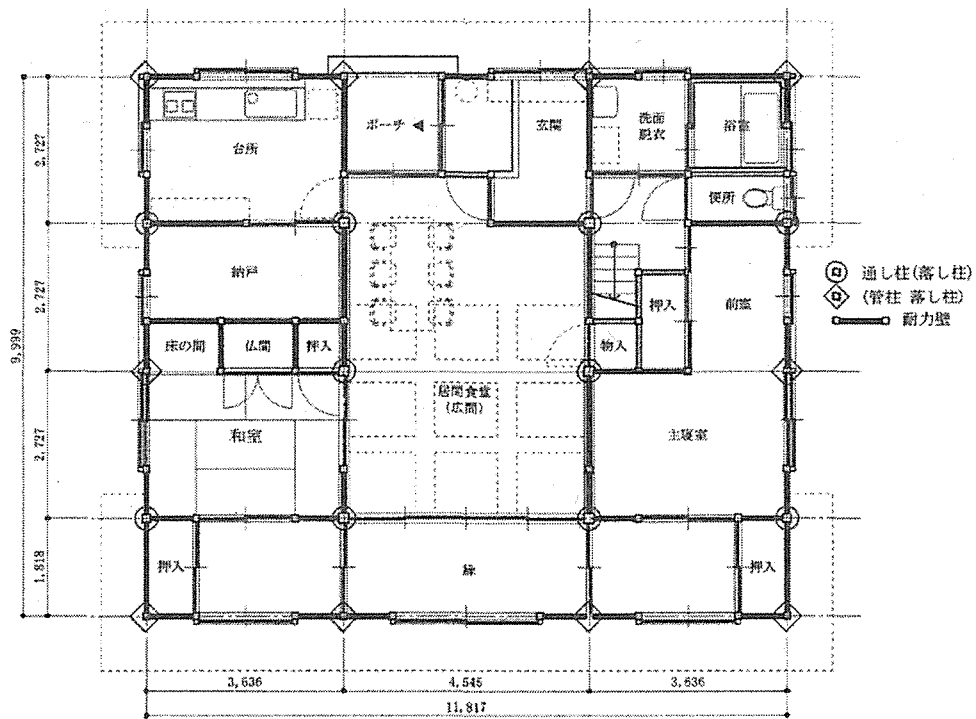 ポーチ
玄関
洗面
脱衣
浴室
台所
便所
納戸
押入
前室
床の間
仏間
押入
物入
居間食堂
(広間)
和室
主寝室
押入
縁
押入
通し柱(落し柱)
(管柱 落し柱)
耐力壁
2,727
2,727
2,727
1,818
9,999
3,636
4,545
3,636
11,817